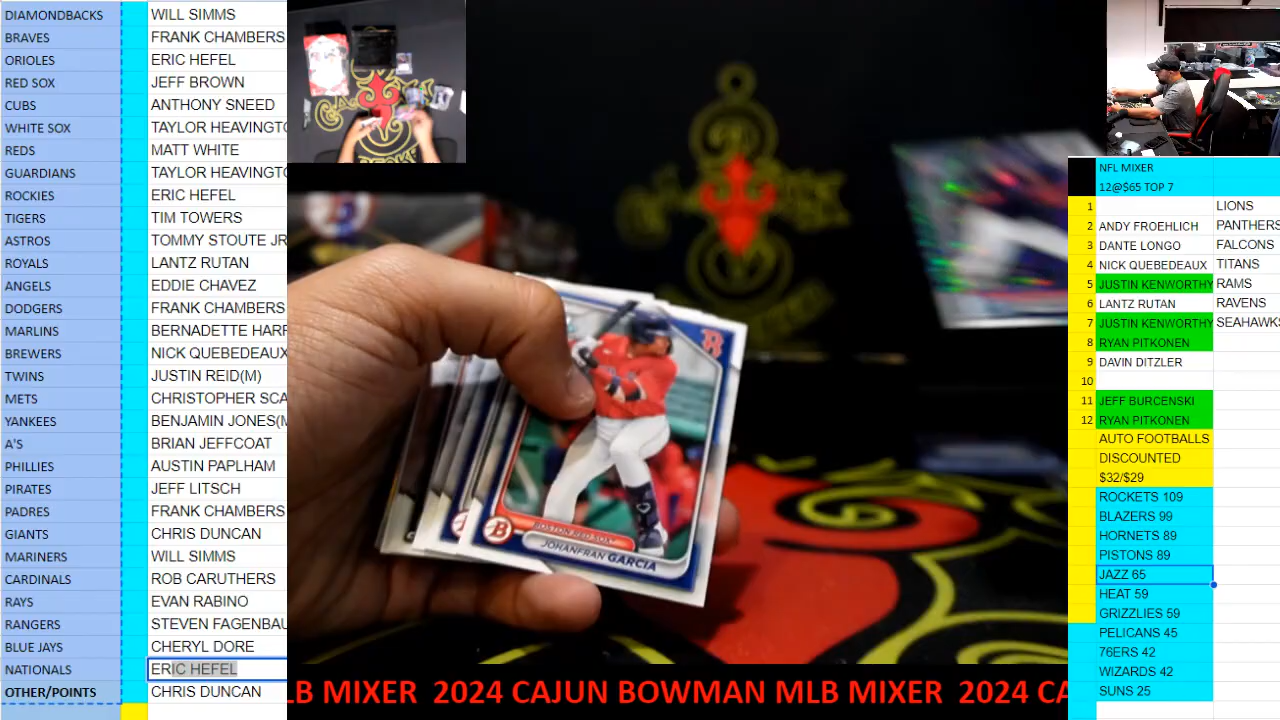 DIAMONDBACKS WILL SIMMS
BRAVES FRANK CHAMBERS
ORIOLES ERIC HEFEL
RED SOX JEFF BROWN
CUBS ANTHONY SNEED
WHITE SOX TAYLOR HEAVINGTO
REDS MATT WHITE
GUARDIANS TAYLOR HEAVINGTO
ROCKIES ERIC HEFEL
TIGERS TIM TOWERS
ASTROS TOMMY STOUTE JR
ROYALS LANTZ RUTAN
ANGELS EDDIE CHAVEZ
DODGERS FRANK CHAMBERS
MARLINS BERNADETTE HARR
BREWERS NICK QUEBEDEAUX
TWINS JUSTIN REID(M)
METS CHRISTOPHER SCA
YANKEES BENJAMIN JONES(M
A'S BRIAN JEFFCOAT
PHILLIES AUSTIN PAPLHAM
PIRATES JEFF LITSCH
PADRES FRANK CHAMBERS
GIANTS CHRIS DUNCAN
MARINERS WILL SIMMS
CARDINALS ROB CARUTHERS
RAYS EVAN RABINO
RANGERS STEVEN FAGENBAU
BLUE JAYS CHERYL DORE
NATIONALS ERIC HEFEL
OTHER/POINTS CHRIS DUNCAN
BOSTON RED SOX
JOHANFRAN GARCIA
LB MIXER 2024 CAJUN BOWMAN MLB MIXER 2024 CA
NFL MIXER
12@$65 TOP 7
1 LIONS
2 ANDY FROEHLICH PANTHERS
3 DANTE LONGO FALCONS
4 NICK QUEBEDEAUX TITANS
5 JUSTIN KENWORTHY RAMS
6 LANTZ RUTAN RAVENS
7 JUSTIN KENWORTHY SEAHAWKS
8 RYAN PITKONEN
9 DAVIN DITZLER
10
11 JEFF BURCENSKI
12 RYAN PITKONEN
AUTO FOOTBALLS
DISCOUNTED
$32/$29
ROCKETS 109
BLAZERS 99
HORNETS 89
PISTONS 89
JAZZ 65
HEAT 59
GRIZZLIES 59
PELICANS 45
76ERS 42
WIZARDS 42
SUNS 25